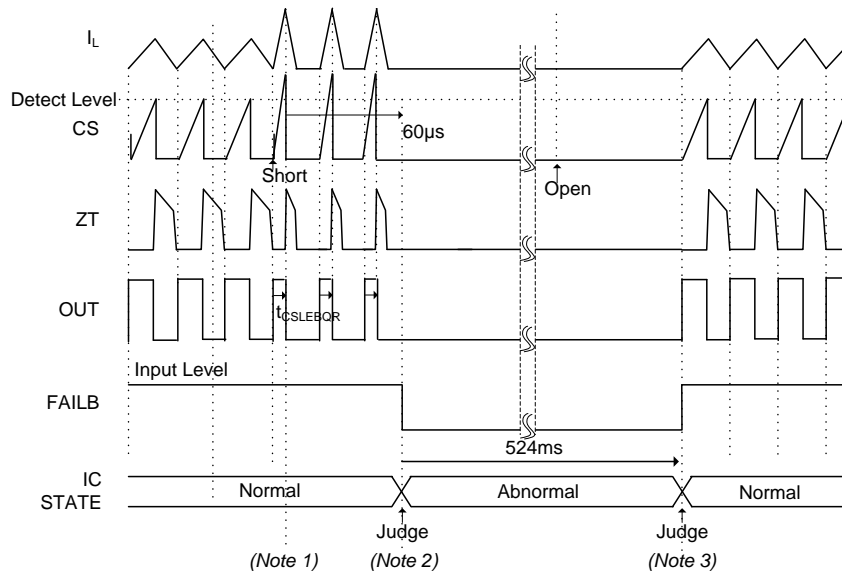 IL
Detect Level
CS
60µs
Short
Open
ZT
OUT
tCSLEBQR
Input Level
FAILB
524ms
IC
STATE
Normal
Abnormal
Normal
Judge
Judge
(Note 1)
(Note 2)
(Note 3)